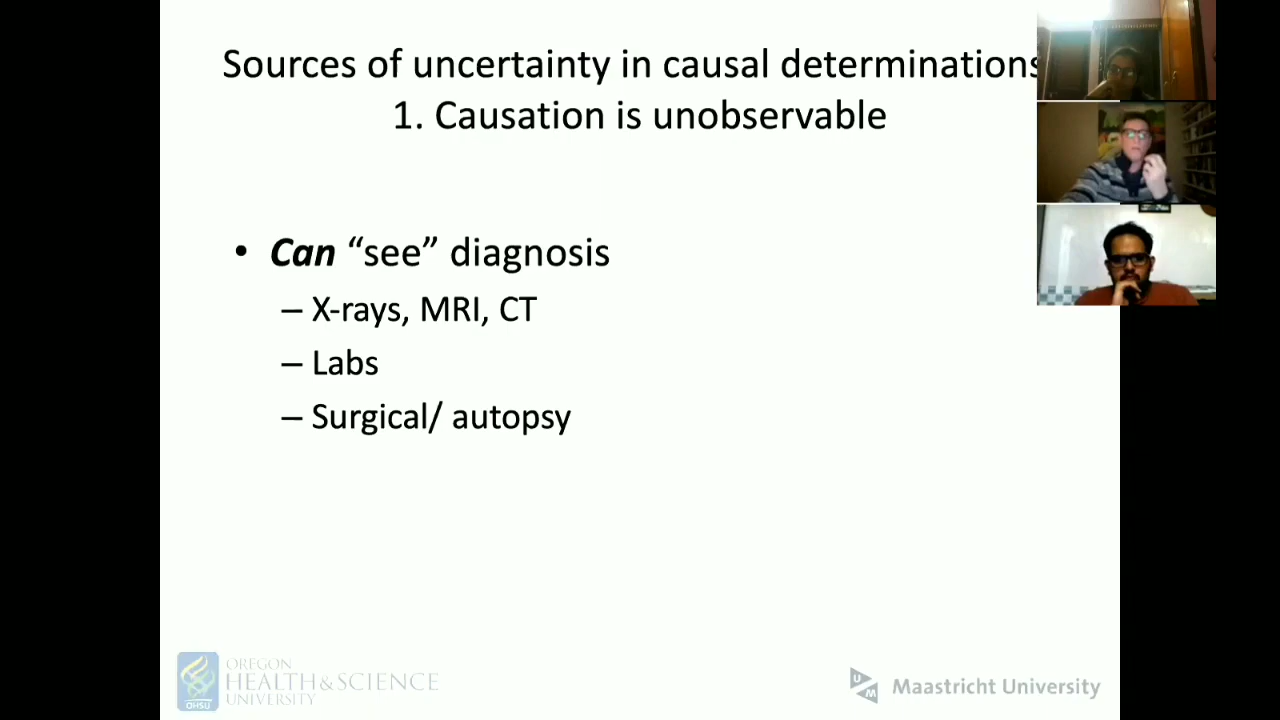 Sources of uncertainty in causal determinations
1. Causation is unobservable
• Can “see” diagnosis
– X-rays, MRI, CT
– Labs
– Surgical/ autopsy
OREGON
HEALTH & SCIENCE
UNIVERSITY
OHSU
UM
Maastricht University